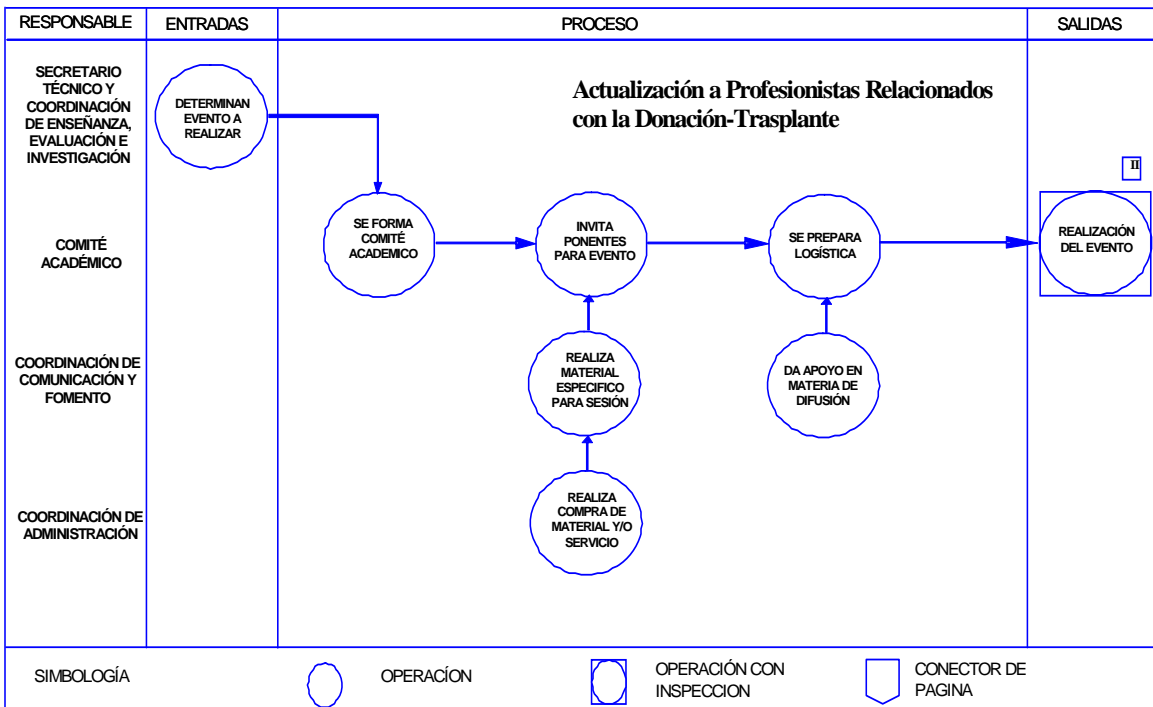 RESPONSABLE
ENTRADAS
PROCESO
SALIDAS
SECRETARIO
TÉCNICO Y
COORDINACIÓN
DE ENSEÑANZA,
EVALUACIÓN E
INVESTIGACIÓN
DETERMINAN
EVENTO A
REALIZAR
Actualización a Profesionistas Relacionados
con la Donación-Trasplante
II
COMITÉ
ACADÉMICO
SE FORMA
COMITÉ
ACADEMICO
INVITA
PONENTES
PARA EVENTO
SE PREPARA
LOGÍSTICA
REALIZACIÓN
DEL EVENTO
COORDINACIÓN DE
COMUNICACIÓN Y
FOMENTO
REALIZA
MATERIAL
ESPECIFICO
PARA SESIÓN
DA APOYO EN
MATERIA DE
DIFUSIÓN
COORDINACIÓN DE
ADMINISTRACIÓN
REALIZA
COMPRA DE
MATERIAL Y/O
SERVICIO
SIMBOLOGÍA
OPERACÍON
OPERACIÓN CON
INSPECCION
CONECTOR DE
PAGINA